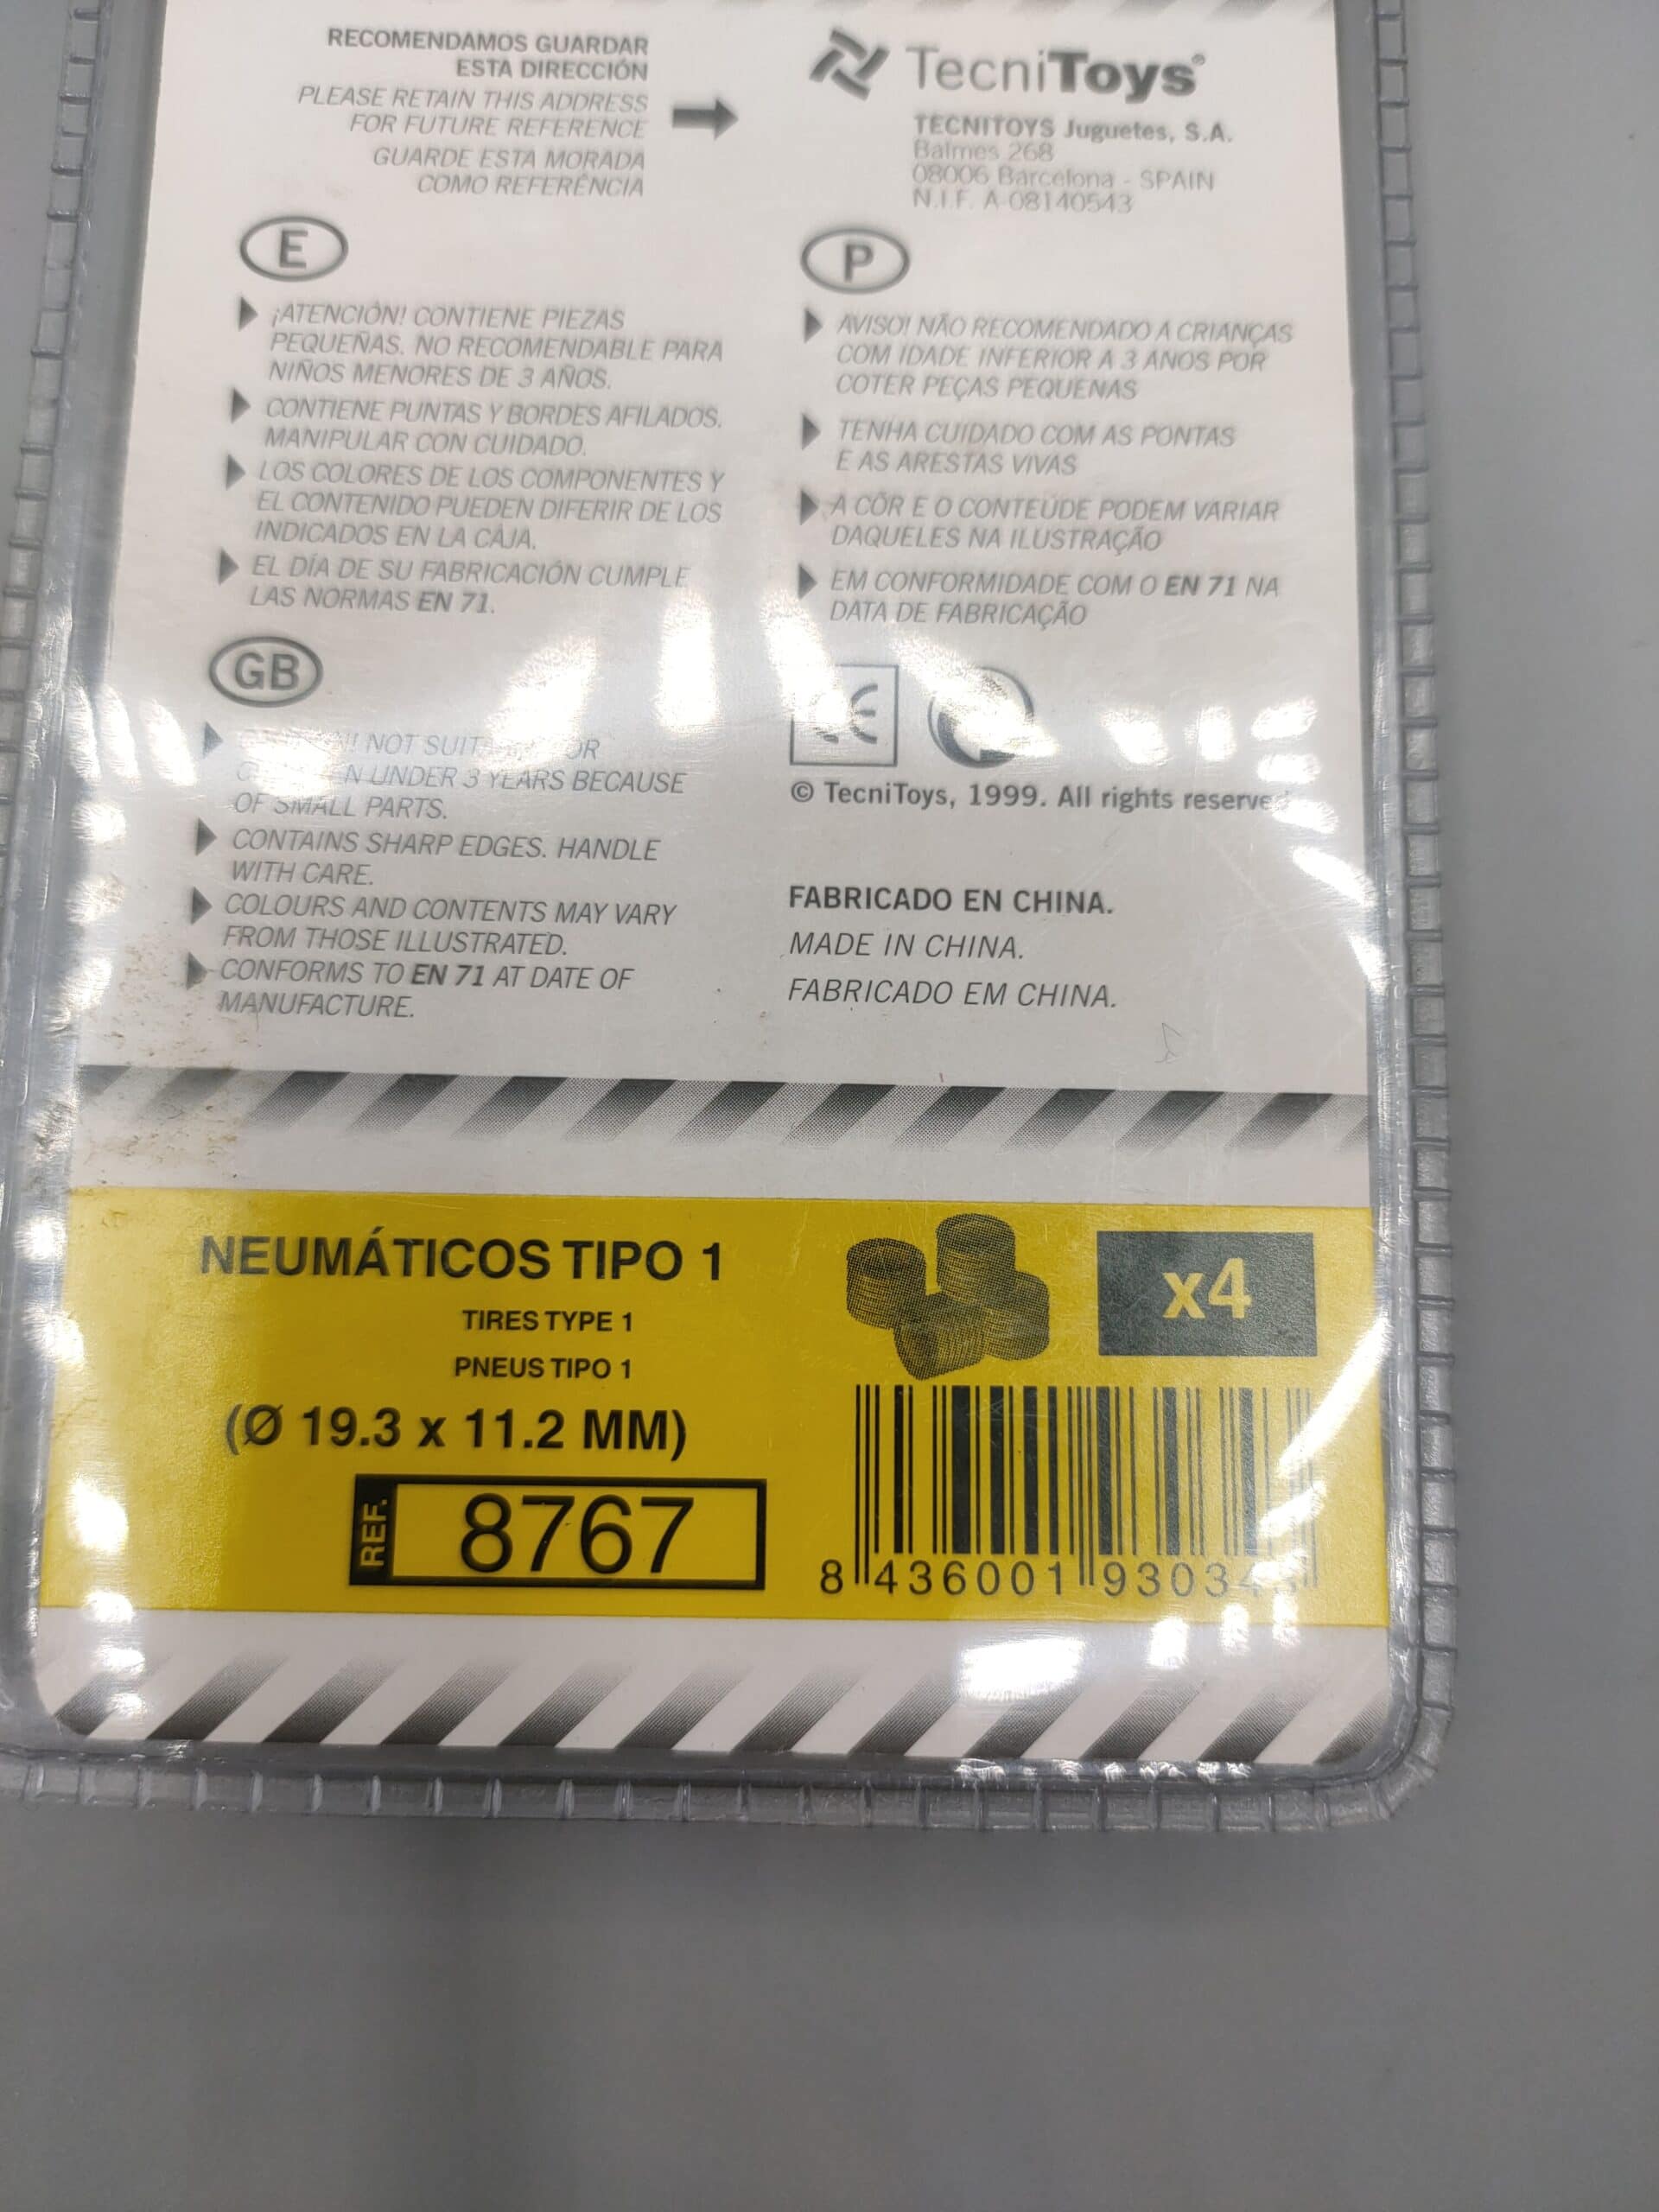 RECOMENDAMOS GUARDAR
ESTA DIRECCIÓN
PLEASE RETAIN THIS ADDRESS
FOR FUTURE REFERENCE
GUARDE ESTA MORADA
COMO REFERÊNCIA
TecniToys®
TECNITOYS Juguetes, S.A.
Balmes 268
08006 Barcelona - SPAIN
N.I.F. A-08140543
E
¡ATENCIÓN! CONTIENE PIEZAS
PEQUEÑAS. NO RECOMENDABLE PARA
NIÑOS MENORES DE 3 AÑOS.
CONTIENE PUNTAS Y BORDES AFILADOS.
MANIPULAR CON CUIDADO.
LOS COLORES DE LOS COMPONENTES Y
EL CONTENIDO PUEDEN DIFERIR DE LOS
INDICADOS EN LA CAJA.
EL DÍA DE SU FABRICACIÓN CUMPLE
LAS NORMAS EN 71.
GB
NOT
UNDER 3 YEARS BECAUSE
OF SMALL PARTS.
CONTAINS SHARP EDGES. HANDLE
WITH CARE.
COLOURS AND CONTENTS MAY VARY
FROM THOSE ILLUSTRATED.
CONFORMS TO EN 71 AT DATE OF
MANUFACTURE.
P
AVISO! NÃO RECOMENDADO A CRIANÇAS
COM IDADE INFERIOR A 3 ANOS POR
COTER PEÇAS PEQUENAS
TENHA CUIDADO COM AS PONTAS
E AS ARESTAS VIVAS
A CÔR E O CONTEÚDE PODEM VARIAR
DAQUELES NA ILUSTRAÇÃO
EM CONFORMIDADE COM O EN 71 NA
DATA DE FABRICAÇÃO
CE
© TecniToys, 1999. All rights
FABRICADO EN CHINA.
MADE IN CHINA.
FABRICADO EM CHINA.
NEUMÁTICOS TIPO 1
TIRES TYPE 1
PNEUS TIPO 1
(Ø 19.3 x 11.2 MM)
REF. 8767
x4
8 436001